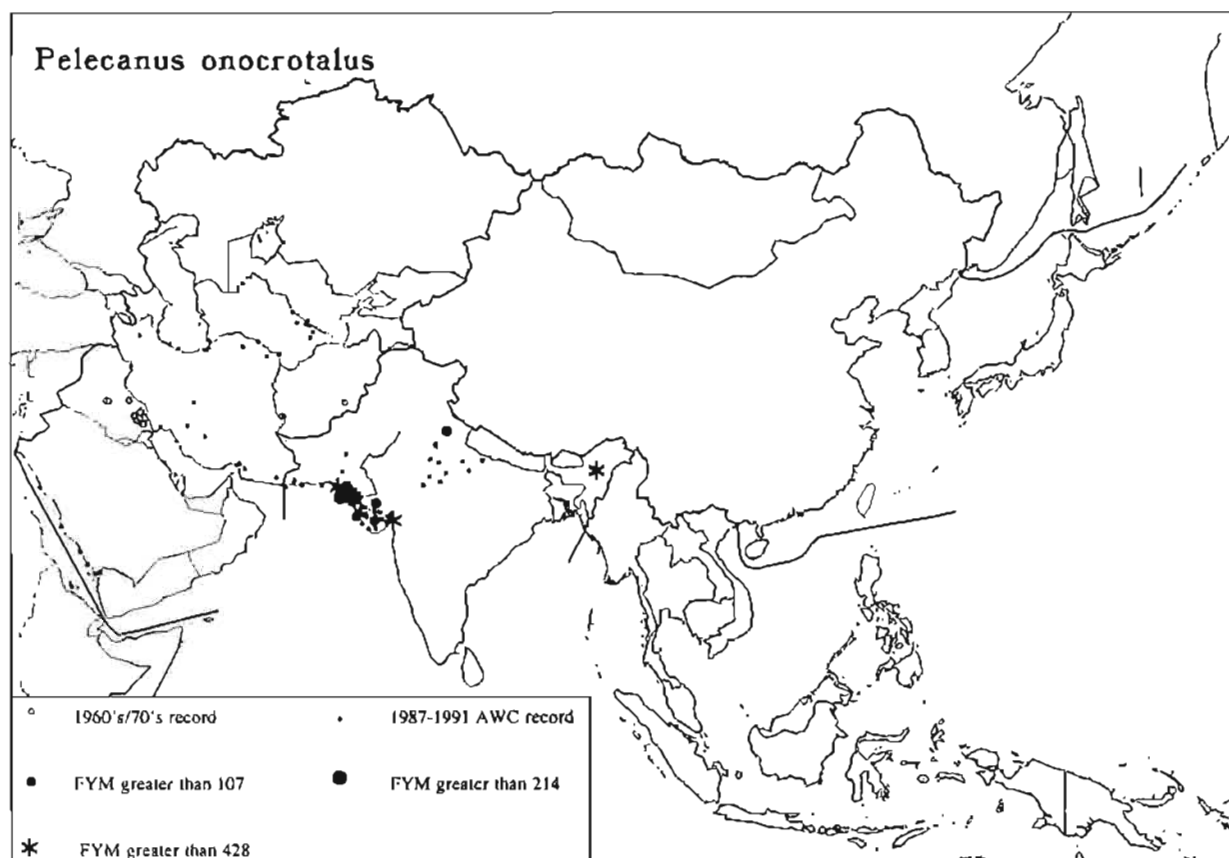 Pelecanus onocrotalus
1960's/70's record
1987-1991 AWC record
FYM greater than 107
FYM greater than 214
FYM greater than 428